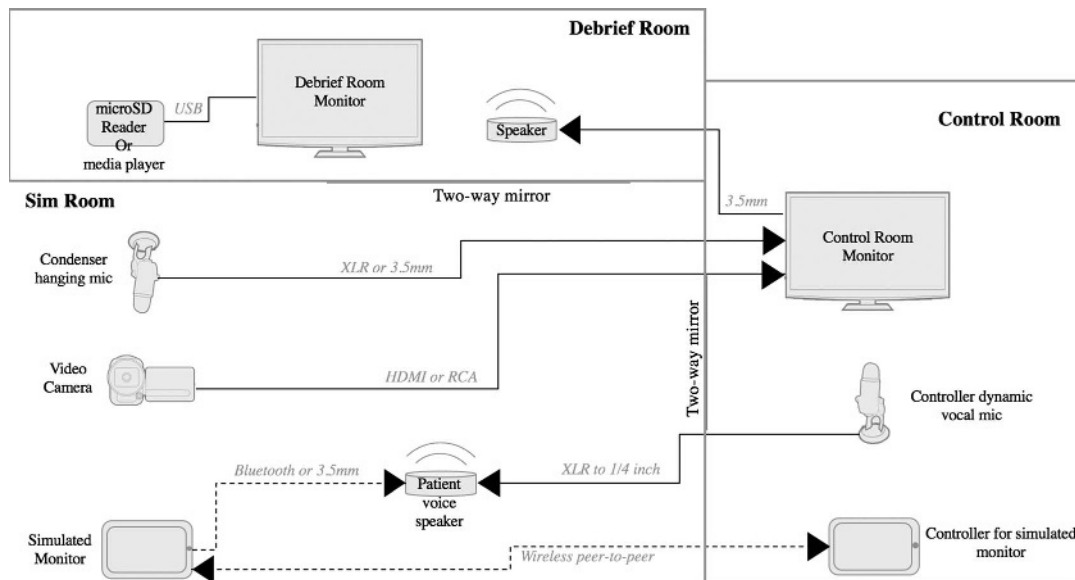 Debrief Room
Debrief Room
Monitor
microSD
Reader
Or
media player
USB
Speaker
Control Room
Sim Room
Two-way mirror
3.5mm
Condenser
hanging mic
XLR or 3.5mm
Control Room
Monitor
Two-way mirror
Video
Camera
HDMI or RCA
Controller dynamic
vocal mic
Bluetooth or 3.5mm
Patient
voice
speaker
XLR to 1/4 inch
Simulated
Monitor
Wireless peer-to-peer
Controller for simulated
monitor